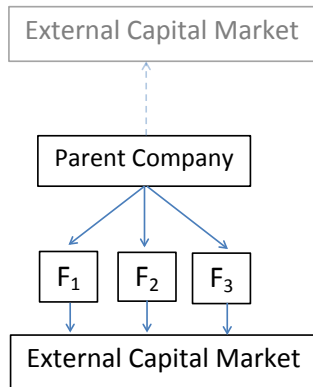 External Capital Market
Parent Company
F₁ F₂ F₃
External Capital Market